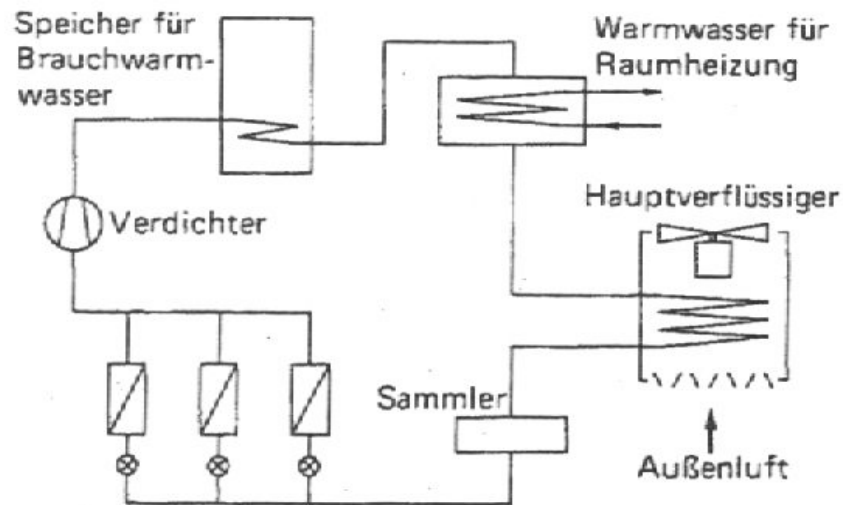 Speicher für
Brauchwarm-
wasser
Warmwasser für
Raumheizung
Hauptverflüssiger
Verdichter
Sammler
Außenluft